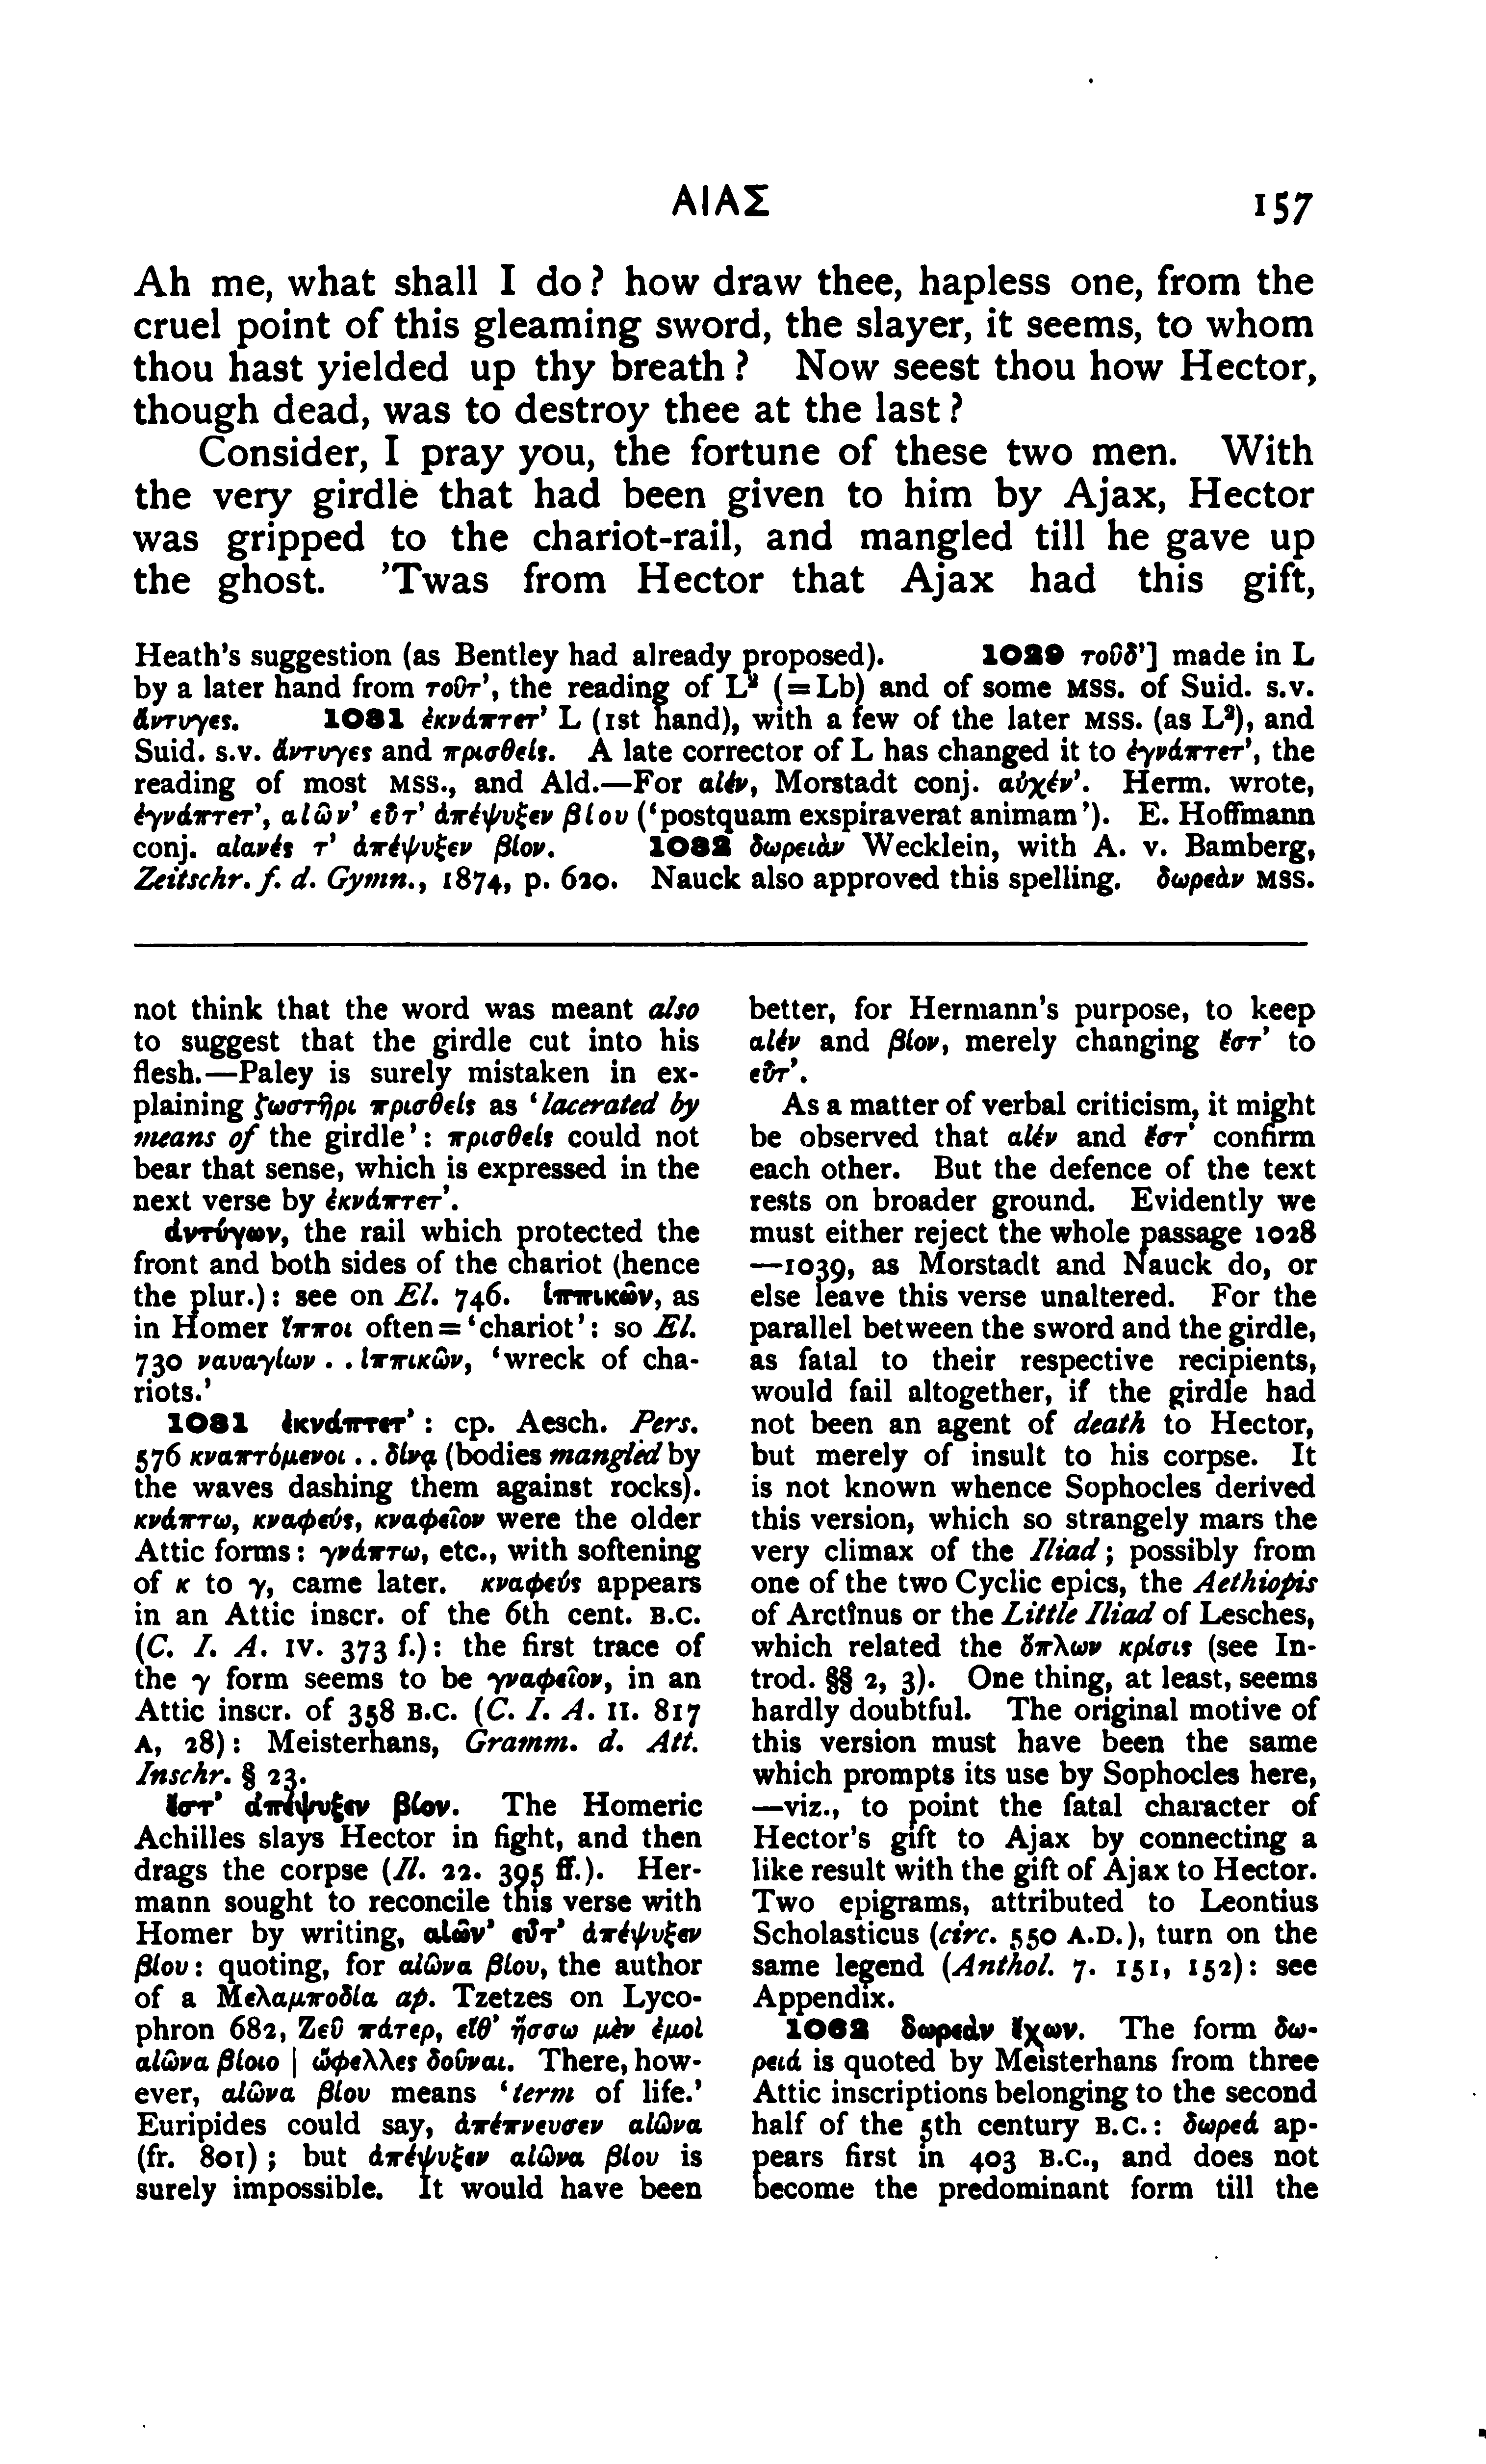 ΑΙΑΣ 157
Ah me, what shall I do? how draw thee, hapless one, from the
cruel point of this gleaming sword, the slayer, it seems, to whom
thou hast yielded up thy breath? Now seest thou how Hector,
though dead, was to destroy thee at the last?
Consider, I pray you, the fortune of these two men. With
the very girdle that had been given to him by Ajax, Hector
was gripped to the chariot-rail, and mangled till he gave up
the ghost. 'Twas from Hector that Ajax had this gift,
Heath's suggestion (as Bentley had already proposed). 1029 τοῦδ'] made in L
by a later hand from τοῦτ', the reading of L² (=Lb) and of some MSS. of Suid. s.v.
ἄντυγες. 1031 ἐκνάπτετ' L (1st hand), with a few of the later MSS. (as L²), and
Suid. s.v. ἄντυγες and πρισθείς. A late corrector of L has changed it to ἐγνάπτετ', the
reading of most MSS., and Ald.—For αἰέν, Morstadt conj. αὐχέν'. Herm. wrote,
ἐγνάπτετ', αἰῶν' εὖτ' ἀπέψυξεν βίου ('postquam exspiraverat animam'). E. Hoffmann
conj. αἰανές τ' ἀπέψυξεν βίον. 1032 δωρειὰν Wecklein, with A. v. Bamberg,
Zeitschr. f. d. Gymn., 1874, p. 620. Nauck also approved this spelling. δωρεὰν MSS.
not think that the word was meant also
to suggest that the girdle cut into his
flesh.—Paley is surely mistaken in ex-
plaining ζωστῆρι πρισθείς as 'lacerated by
means of the girdle': πρισθείς could not
bear that sense, which is expressed in the
next verse by ἐκνάπτετ'.
ἀντύγων, the rail which protected the
front and both sides of the chariot (hence
the plur.): see on El. 746. ἱππικῶν, as
in Homer ἵπποι often='chariot': so El.
730 ναυαγίων . . ἱππικῶν, 'wreck of cha-
riots.'
1031 ἐκνάπτετ': cp. Aesch. Pers.
576 κναπτόμενοι . . δίνᾳ (bodies mangled by
the waves dashing them against rocks).
κνάπτω, κναφεύς, κναφεῖον were the older
Attic forms: γνάπτω, etc., with softening
of κ to γ, came later. κναφεύς appears
in an Attic inscr. of the 6th cent. B.C.
(C. I. A. IV. 373 f.): the first trace of
the γ form seems to be γναφεῖον, in an
Attic inscr. of 358 B.C. (C. I. A. II. 817
A, 28): Meisterhans, Gramm. d. Att.
Inschr. § 23.
ἔστ' ἀπέψυξεν βίον. The Homeric
Achilles slays Hector in fight, and then
drags the corpse (Il. 22. 395 ff.). Her-
mann sought to reconcile this verse with
Homer by writing, αἰῶν' εὖτ' ἀπέψυξεν
βίου: quoting, for αἰῶνα βίου, the author
of a Μελαμποδία ap. Tzetzes on Lyco-
phron 682, Ζεῦ πάτερ, εἴθ' ἥσσω μὲν ἐμοὶ
αἰῶνα βίοιο | ὤφελλες δοῦναι. There, how-
ever, αἰῶνα βίου means 'term of life.'
Euripides could say, ἀπέπνευσεν αἰῶνα
(fr. 801); but ἀπέψυξεν αἰῶνα βίου is
surely impossible. It would have been
better, for Hermann's purpose, to keep
αἰέν and βίον, merely changing ἔστ' to
εὖτ'.
As a matter of verbal criticism, it might
be observed that αἰέν and ἔστ' confirm
each other. But the defence of the text
rests on broader ground. Evidently we
must either reject the whole passage 1028
—1039, as Morstadt and Nauck do, or
else leave this verse unaltered. For the
parallel between the sword and the girdle,
as fatal to their respective recipients,
would fail altogether, if the girdle had
not been an agent of death to Hector,
but merely of insult to his corpse. It
is not known whence Sophocles derived
this version, which so strangely mars the
very climax of the Iliad; possibly from
one of the two Cyclic epics, the Aethiopis
of Arctînus or the Little Iliad of Lesches,
which related the ὅπλων κρίσις (see In-
trod. §§ 2, 3). One thing, at least, seems
hardly doubtful. The original motive of
this version must have been the same
which prompts its use by Sophocles here,
—viz., to point the fatal character of
Hector's gift to Ajax by connecting a
like result with the gift of Ajax to Hector.
Two epigrams, attributed to Leontius
Scholasticus (circ. 550 A.D.), turn on the
same legend (Anthol. 7. 151, 152): see
Appendix.
1032 δωρεὰν ἔχων. The form δω-
ρειά is quoted by Meisterhans from three
Attic inscriptions belonging to the second
half of the 5th century B.C.: δωρεά ap-
pears first in 403 B.C., and does not
become the predominant form till the